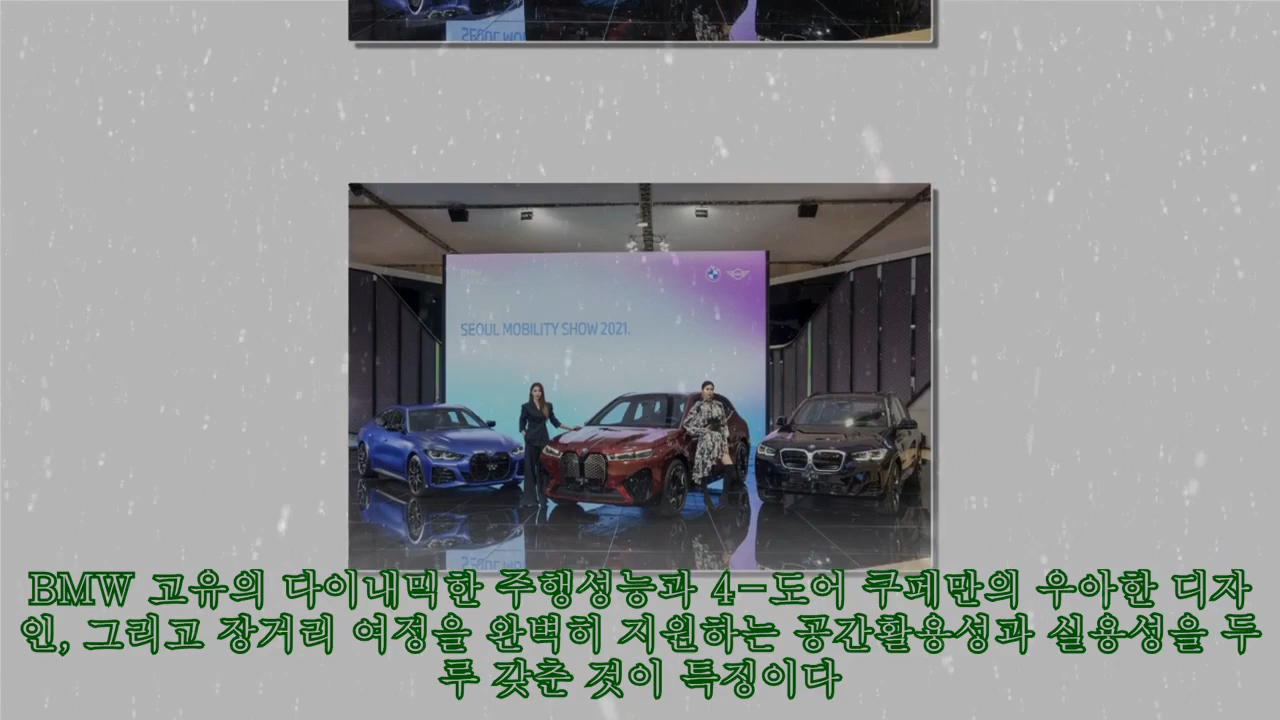 SEOUL MOBILITY SHOW 2021.
BMW 고유의 다이내믹한 주행성능과 4-도어 쿠페만의 우아한 디자
인, 그리고 장거리 여정을 완벽히 지원하는 공간활용성과 실용성을 두
루 갖춘 것이 특징이다